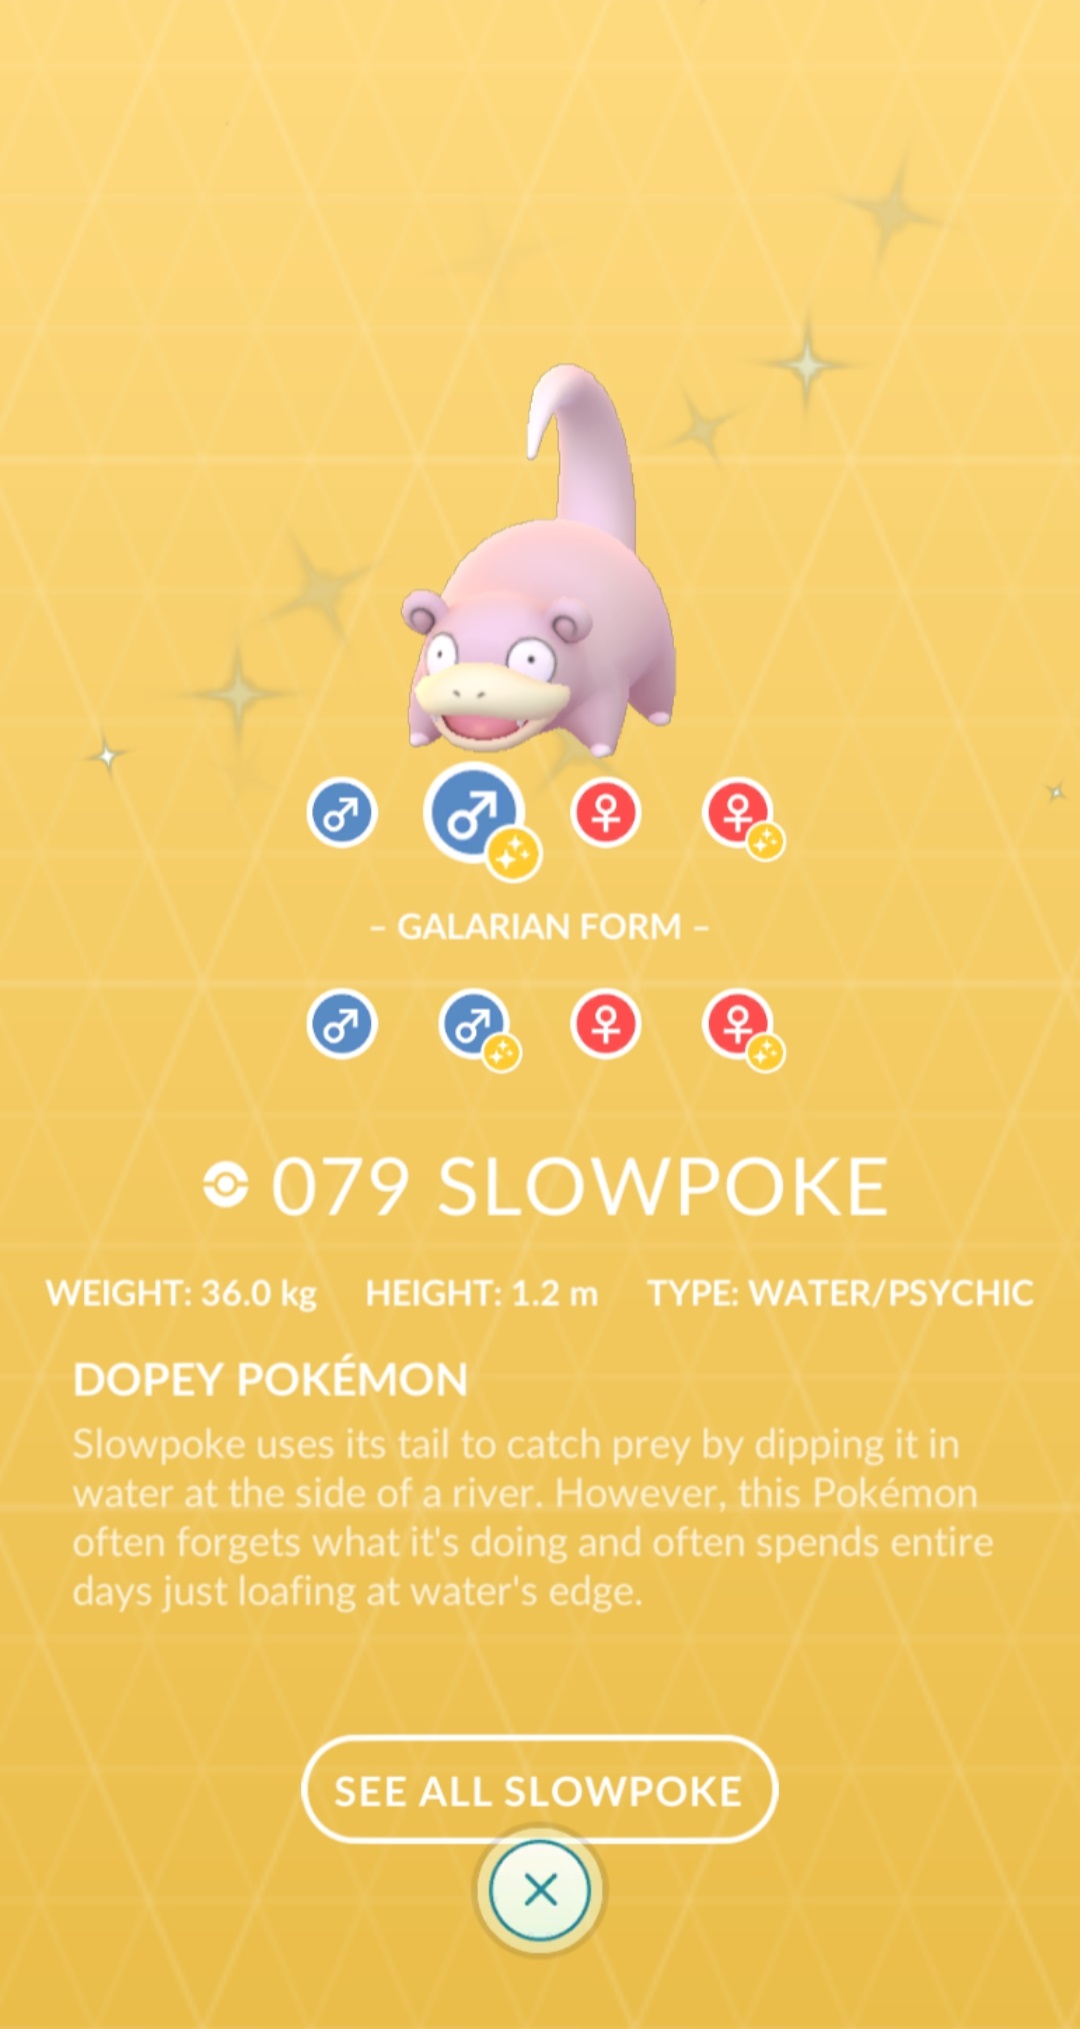 - GALARIAN FORM -
079 SLOWPOKE
WEIGHT: 36.0 kg HEIGHT: 1.2 m TYPE: WATER/PSYCHIC
DOPEY POKÉMON
Slowpoke uses its tail to catch prey by dipping it in
water at the side of a river. However, this Pokémon
often forgets what it's doing and often spends entire
days just loafing at water's edge.
SEE ALL SLOWPOKE